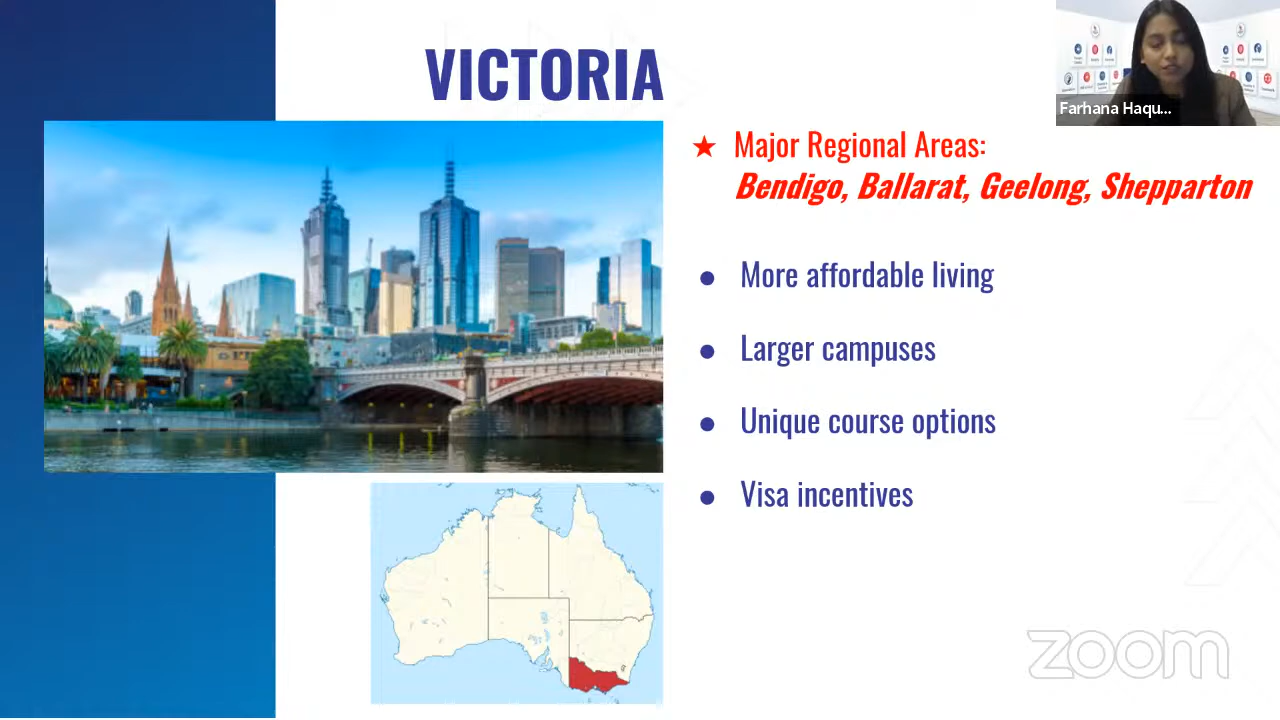 VICTORIA
Farhana Haqu...
★ Major Regional Areas:
Bendigo, Ballarat, Geelong, Shepparton
● More affordable living
● Larger campuses
● Unique course options
● Visa incentives
zoom